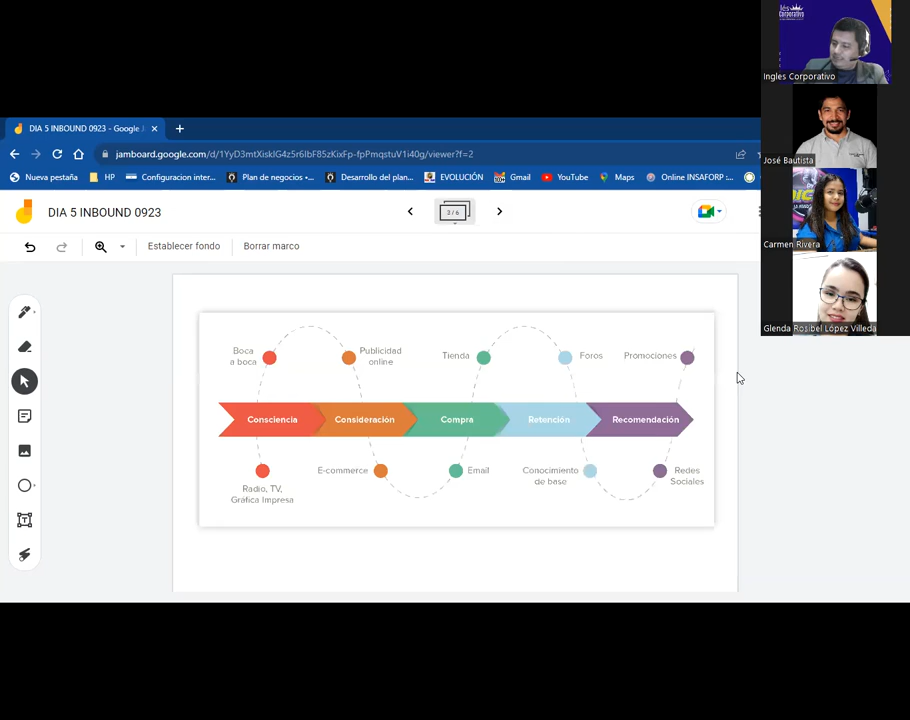 lés
Corporativo
Ingles Corporativo
José Bautista
Carmen Rivera
Glenda Rosibel López Villeda
DIA 5 INBOUND 0923 - Google J
jamboard.google.com/d/1YyD3mtXisklG4z5r6IbF85zKixFp-fpPmqstuV1i40g/viewer?f=2
Nueva pestaña
HP
Configuracion inter...
Plan de negocios •...
Desarrollo del plan...
EVOLUCIÓN
Gmail
YouTube
Maps
Online INSAFORP :...
DIA 5 INBOUND 0923
3 / 6
Establecer fondo
Borrar marco
Boca
a boca
Publicidad
online
Tienda
Foros
Promociones
Consciencia
Consideración
Compra
Retención
Recomendación
Radio, TV,
Gráfica Impresa
E-commerce
Email
Conocimiento
de base
Redes
Sociales